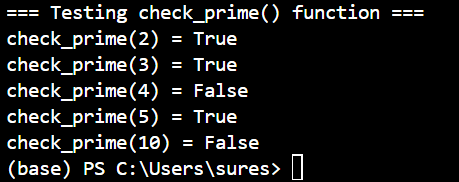 === Testing check_prime() function ===
check_prime(2) = True
check_prime(3) = True
check_prime(4) = False
check_prime(5) = True
check_prime(10) = False
(base) PS C:\Users\sures>